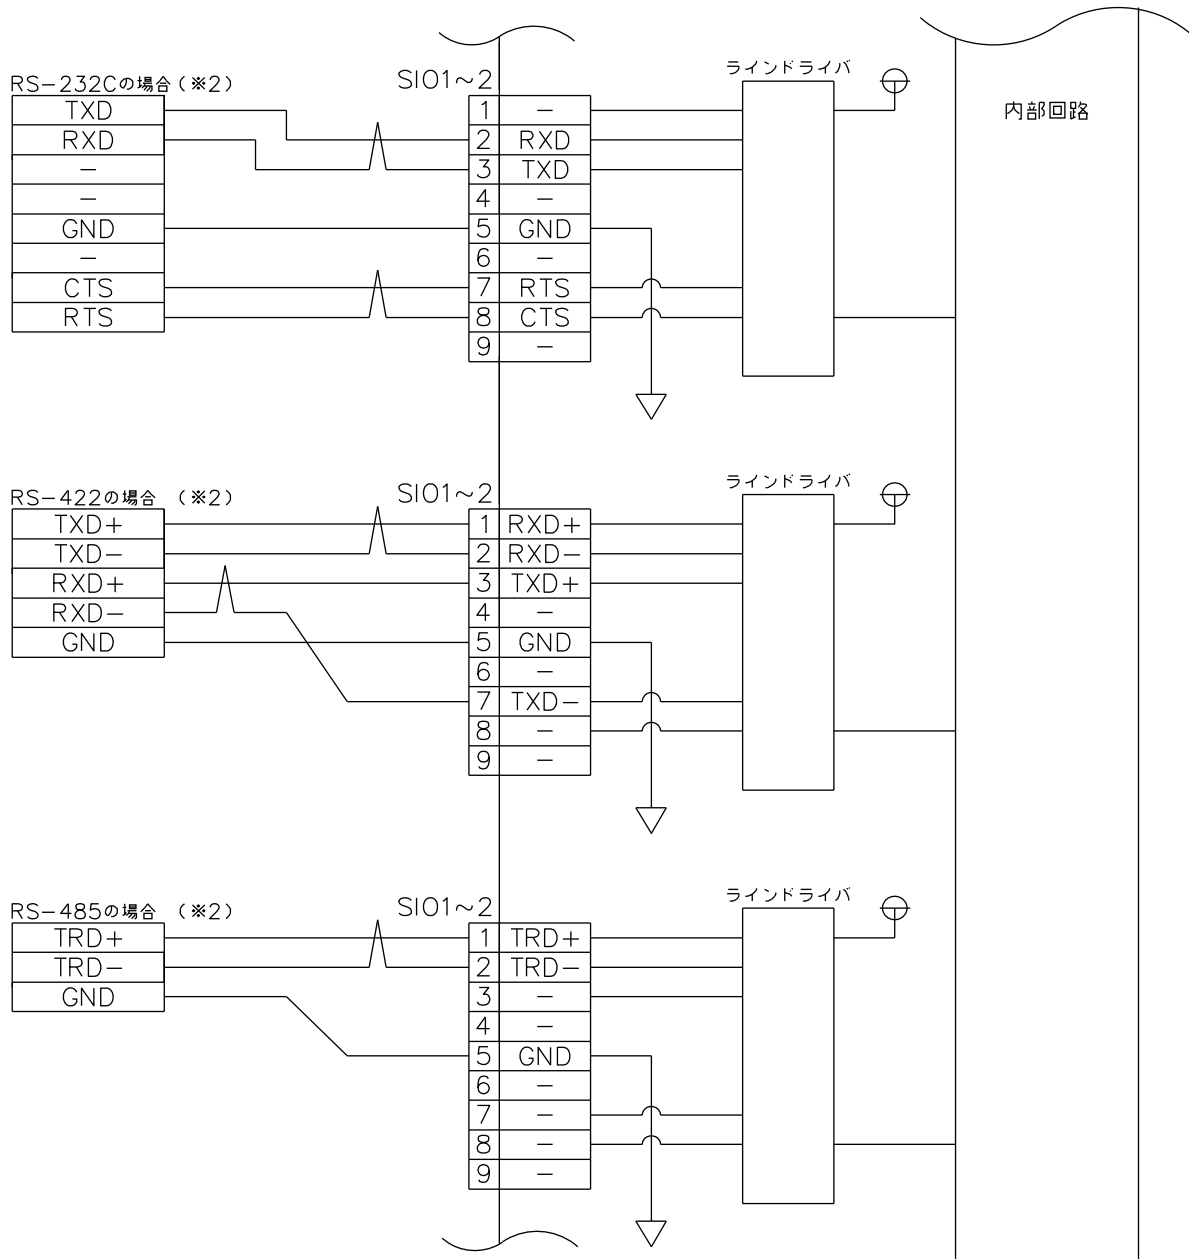 RS-232Cの場合(※2)
SIO1~2
ラインドライバ
内部回路
TXD 1 -
RXD 2 RXD
- 3 TXD
- 4 -
GND 5 GND
- 6 -
CTS 7 RTS
RTS 8 CTS
9 -
RS-422の場合 (※2)
SIO1~2
ラインドライバ
TXD+ 1 RXD+
TXD- 2 RXD-
RXD+ 3 TXD+
RXD- 4 -
GND 5 GND
6 -
7 TXD-
8 -
9 -
RS-485の場合 (※2)
SIO1~2
ラインドライバ
TRD+ 1 TRD+
TRD- 2 TRD-
GND 3 -
4 -
5 GND
6 -
7 -
8 -
9 -